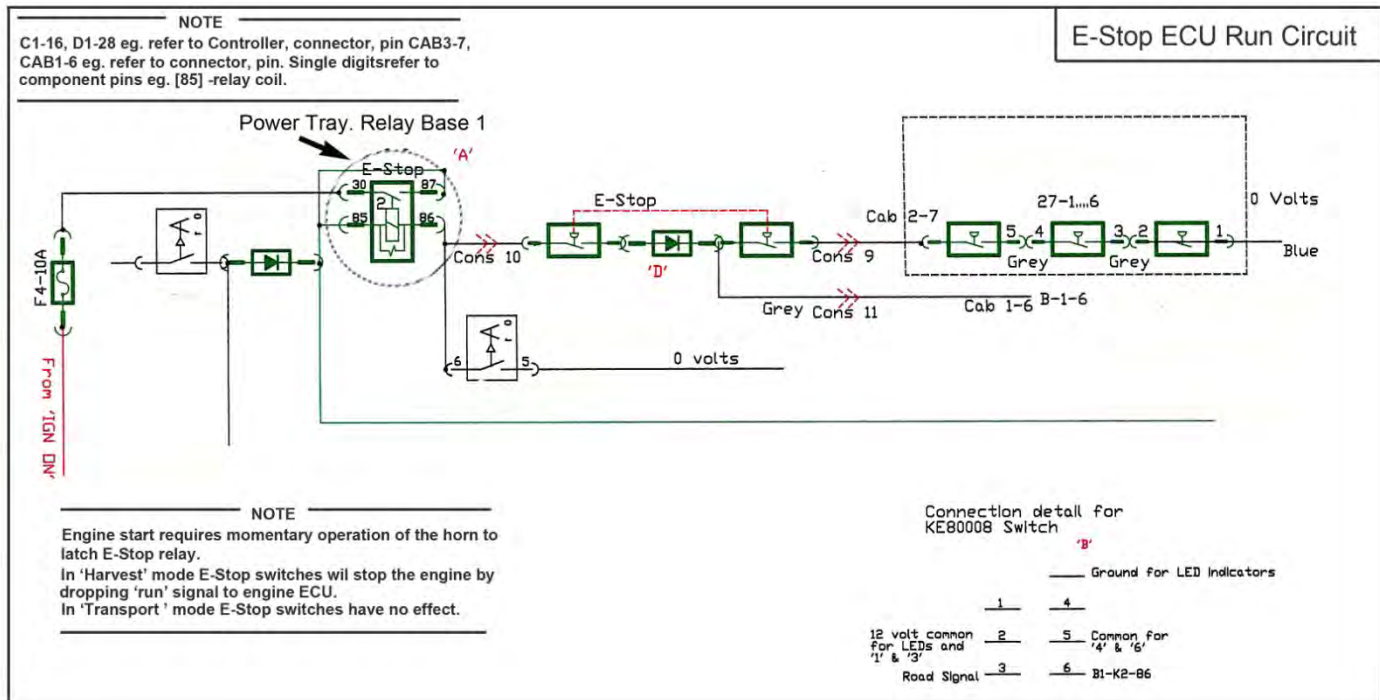 NOTE
C1-16, D1-28 eg. refer to Controller, connector, pin CAB3-7,
CAB1-6 eg. refer to connector, pin. Single digitsrefer to
component pins eg. [85] -relay coil.
E-Stop ECU Run Circuit
Power Tray. Relay Base 1
'A'
E-Stop
30
87
2
85
86
F4-10A
From 'IGN ON'
0
r
Cons 10
E-Stop
'D'
Cons 9
Cab 2-7
27-1....6
0 Volts
5
4
3
2
1
Grey
Grey
Blue
Grey
Cons 11
Cab 1-6
B-1-6
0
r
6
5
0 volts
NOTE
Engine start requires momentary operation of the horn to
latch E-Stop relay.
In ‘Harvest’ mode E-Stop switches wil stop the engine by
dropping ‘run’ signal to engine ECU.
In ‘Transport ’ mode E-Stop switches have no effect.
Connection detail for
KE80008 Switch
'B'
Ground for LED Indicators
1
4
12 volt common
for LEDs and
'1' & '3'
2
5
Common for
'4' & '6'
Road Signal
3
6
B1-K2-86